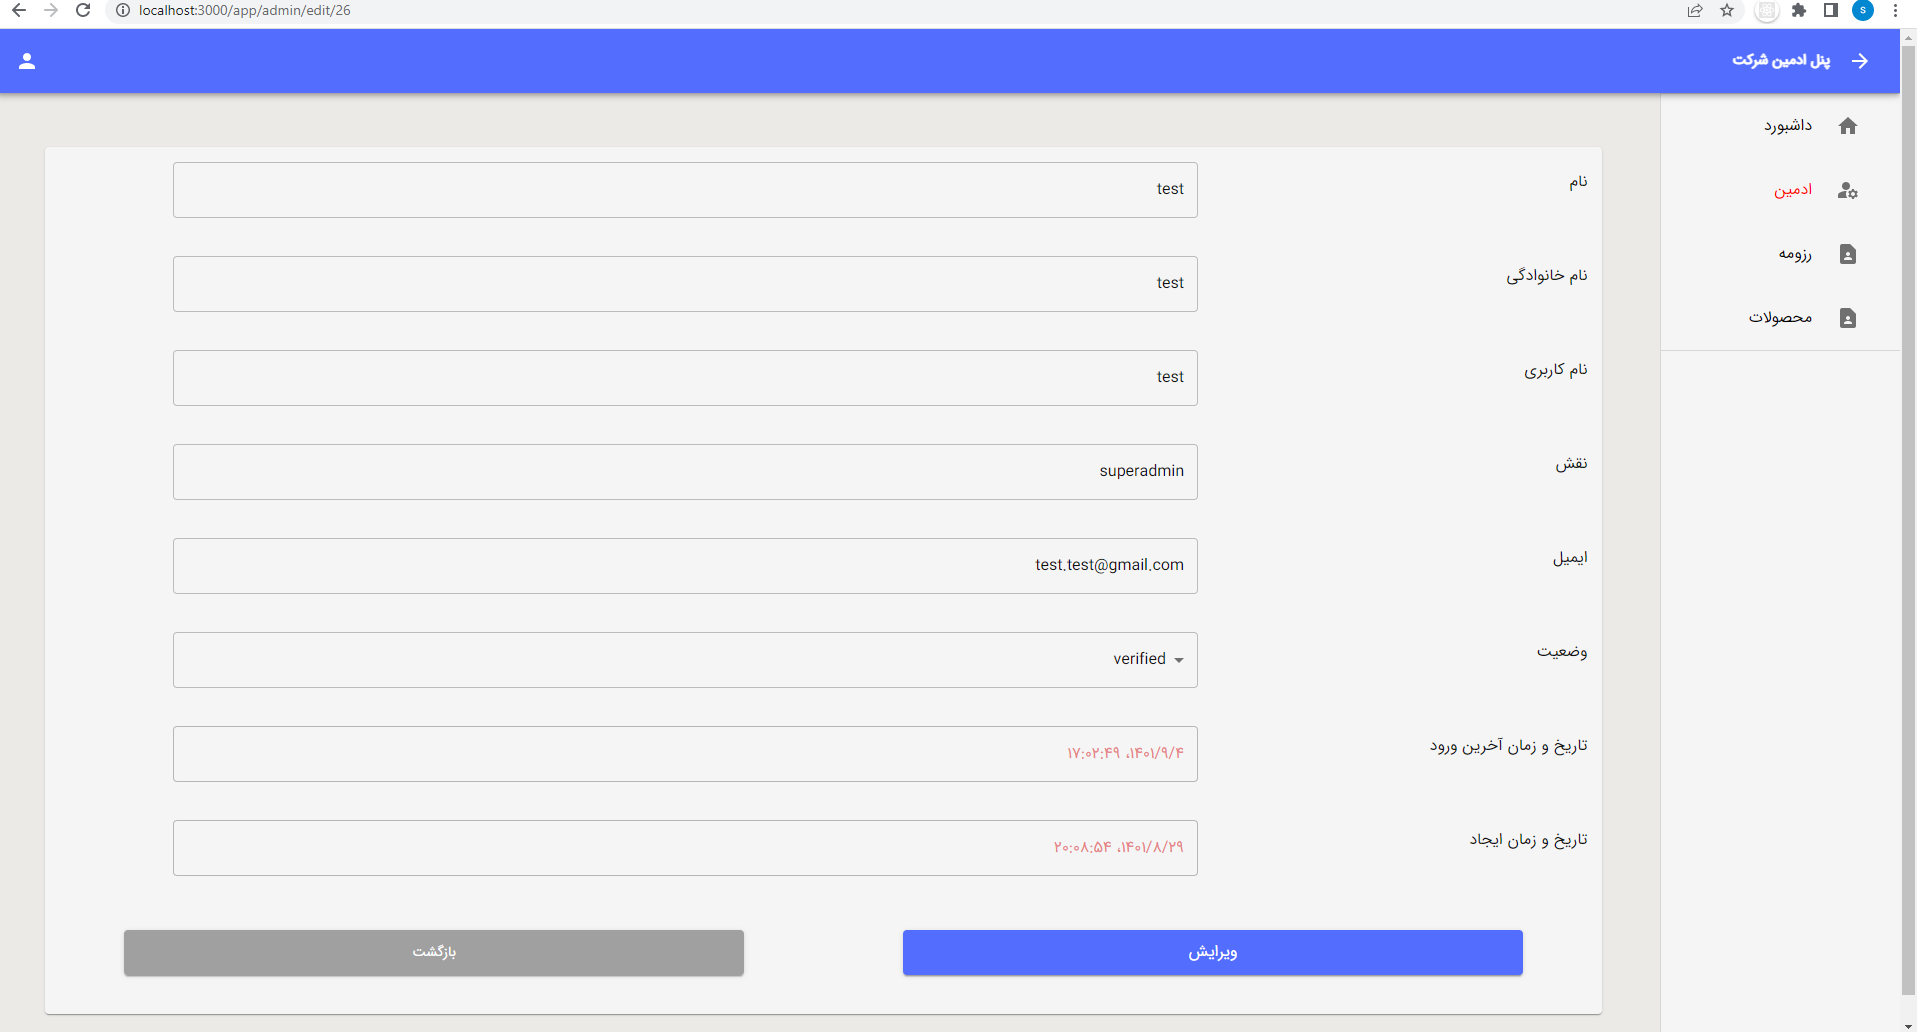 localhost:3000/app/admin/edit/26
s
پنل ادمین شرکت
داشبورد
ادمین
رزومه
محصولات
نام
test
نام خانوادگی
test
نام کاربری
test
نقش
superadmin
ایمیل
test.test@gmail.com
وضعیت
verified
تاریخ و زمان آخرین ورود
۱۴۰۱/۹/۴، ۱۷:۰۲:۴۹
تاریخ و زمان ایجاد
۱۴۰۱/۸/۲۹، ۲۰:۰۸:۵۴
ویرایش
بازگشت